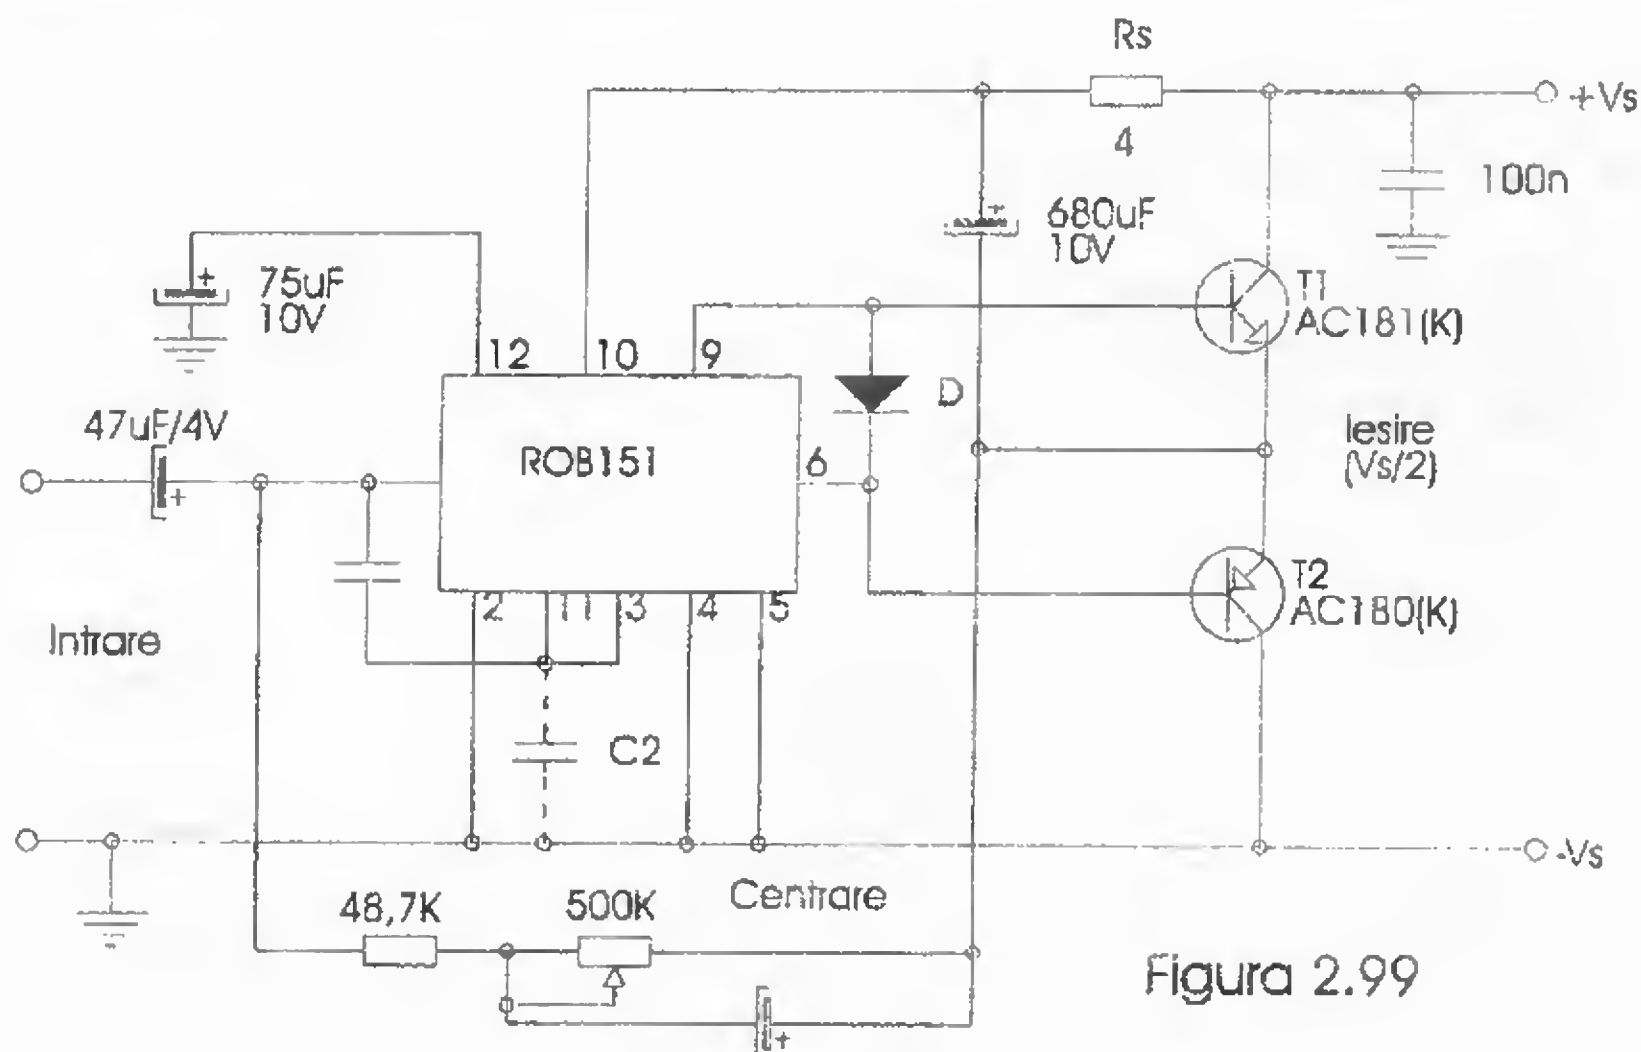 Rs
+Vs
4
100n
680uF
10V
75uF
10V
T1
AC181(K)
12
10
9
D
47uF/4V
ROB151
6
Iesire
(Vs/2)
T2
AC180(K)
2
11
3
4
5
Intrare
C2
-Vs
48,7K
500K
Centrare
Figura 2.99